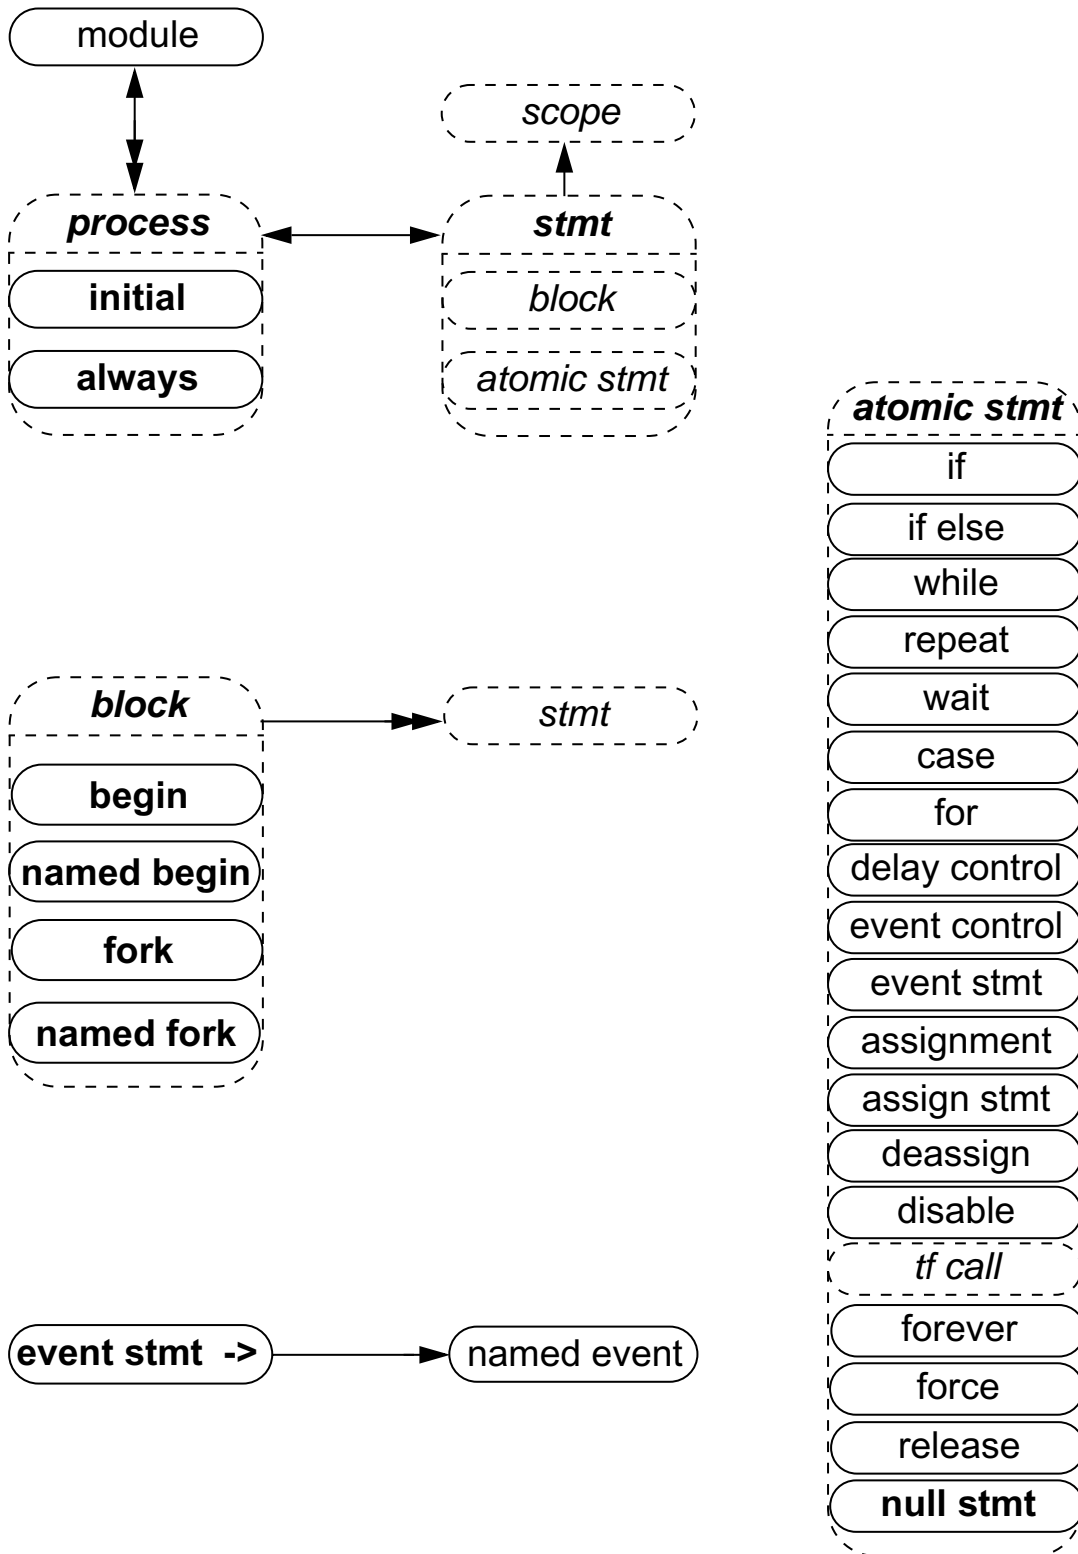 module
scope
process
stmt
initial
block
always
atomic stmt
atomic stmt
if
if else
while
repeat
block
stmt
wait
case
begin
for
named begin
delay control
fork
event control
event stmt
named fork
assignment
assign stmt
deassign
disable
tf call
event stmt ->
named event
forever
force
release
null stmt